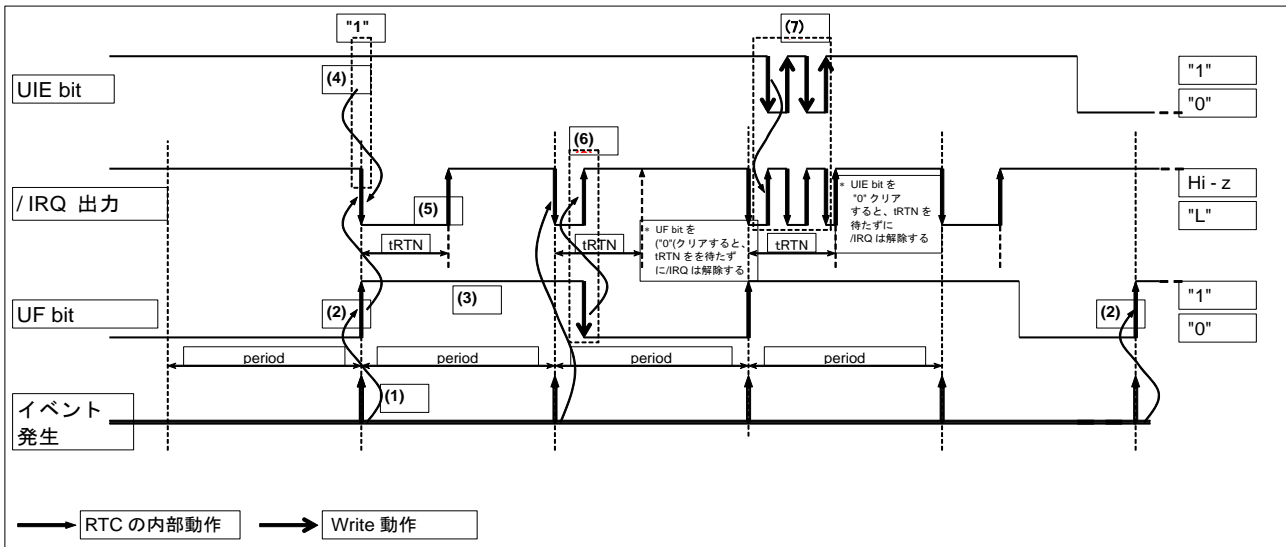 "1"
(7)
(4)
UIE bit
"1"
"0"
(6)
/ IRQ 出力
(5)
Hi - z
"L"
* UIE bit を
"0" クリア
すると、tRTN を
待たずに
/IRQ は解除する
tRTN
tRTN
tRTN
* UF bit を
("0"(クリアすると、
tRTN をを待たず
に/IRQ は解除する
UF bit
(2)
(3)
(2)
"1"
"0"
period
period
period
period
(1)
イベント
発生
RTC の内部動作
Write 動作